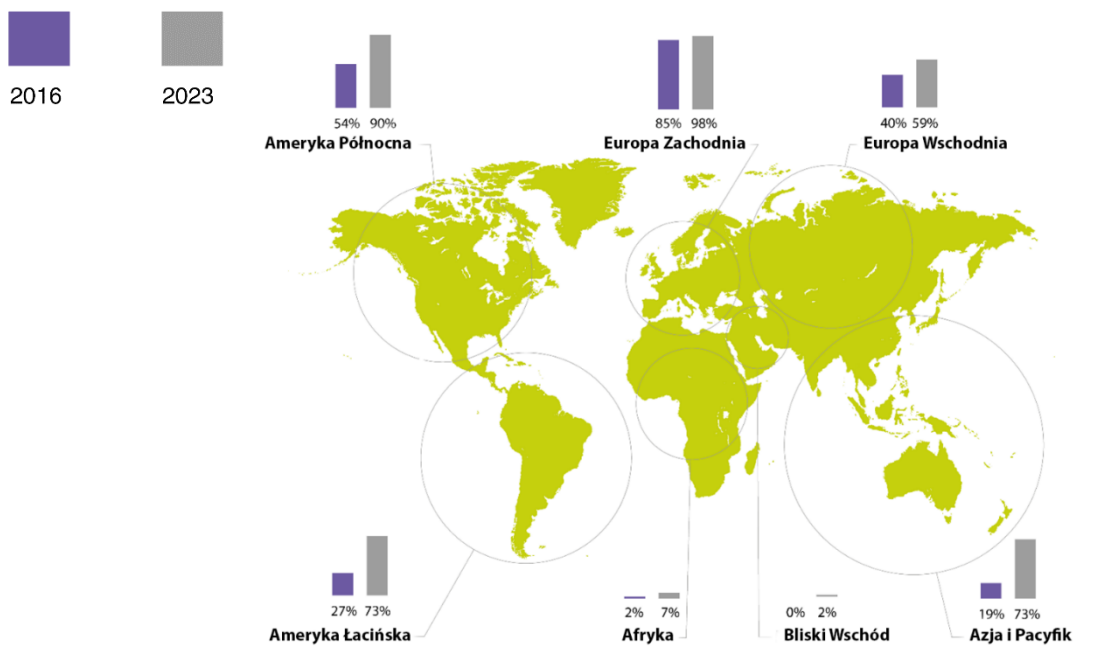 2016 2023
54% 90%
Ameryka Północna
85% 98%
Europa Zachodnia
40% 59%
Europa Wschodnia
27% 73%
Ameryka Łacińska
2% 7%
Afryka
0% 2%
Bliski Wschód
19% 73%
Azja i Pacyfik